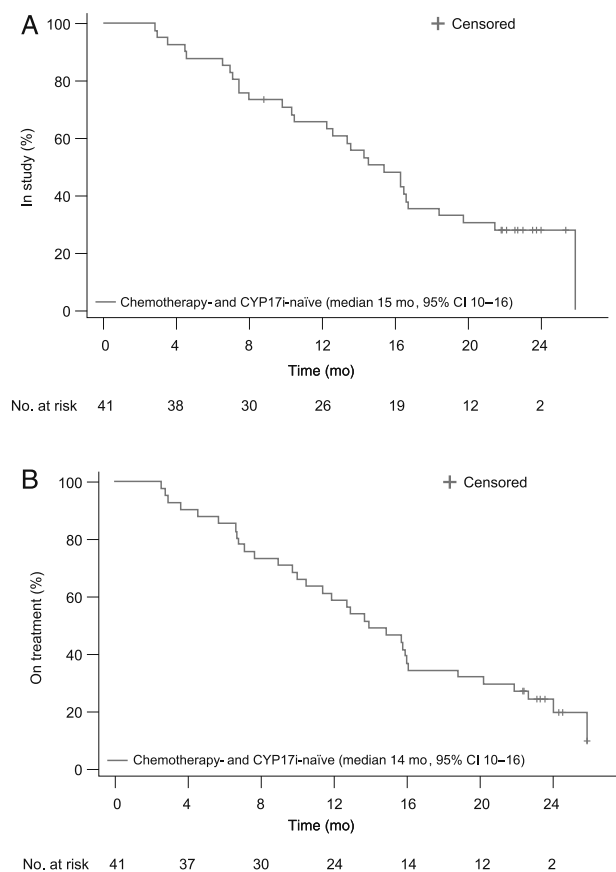 A
100
80
60
40
20
0
In study (%)
Censored
Chemotherapy- and CYP17i-naïve (median 15 mo, 95% CI 10–16)
0 4 8 12 16 20 24
Time (mo)
No. at risk 41 38 30 26 19 12 2
B
100
80
60
40
20
0
On treatment (%)
Censored
Chemotherapy- and CYP17i-naïve (median 14 mo, 95% CI 10–16)
0 4 8 12 16 20 24
Time (mo)
No. at risk 41 37 30 24 14 12 2